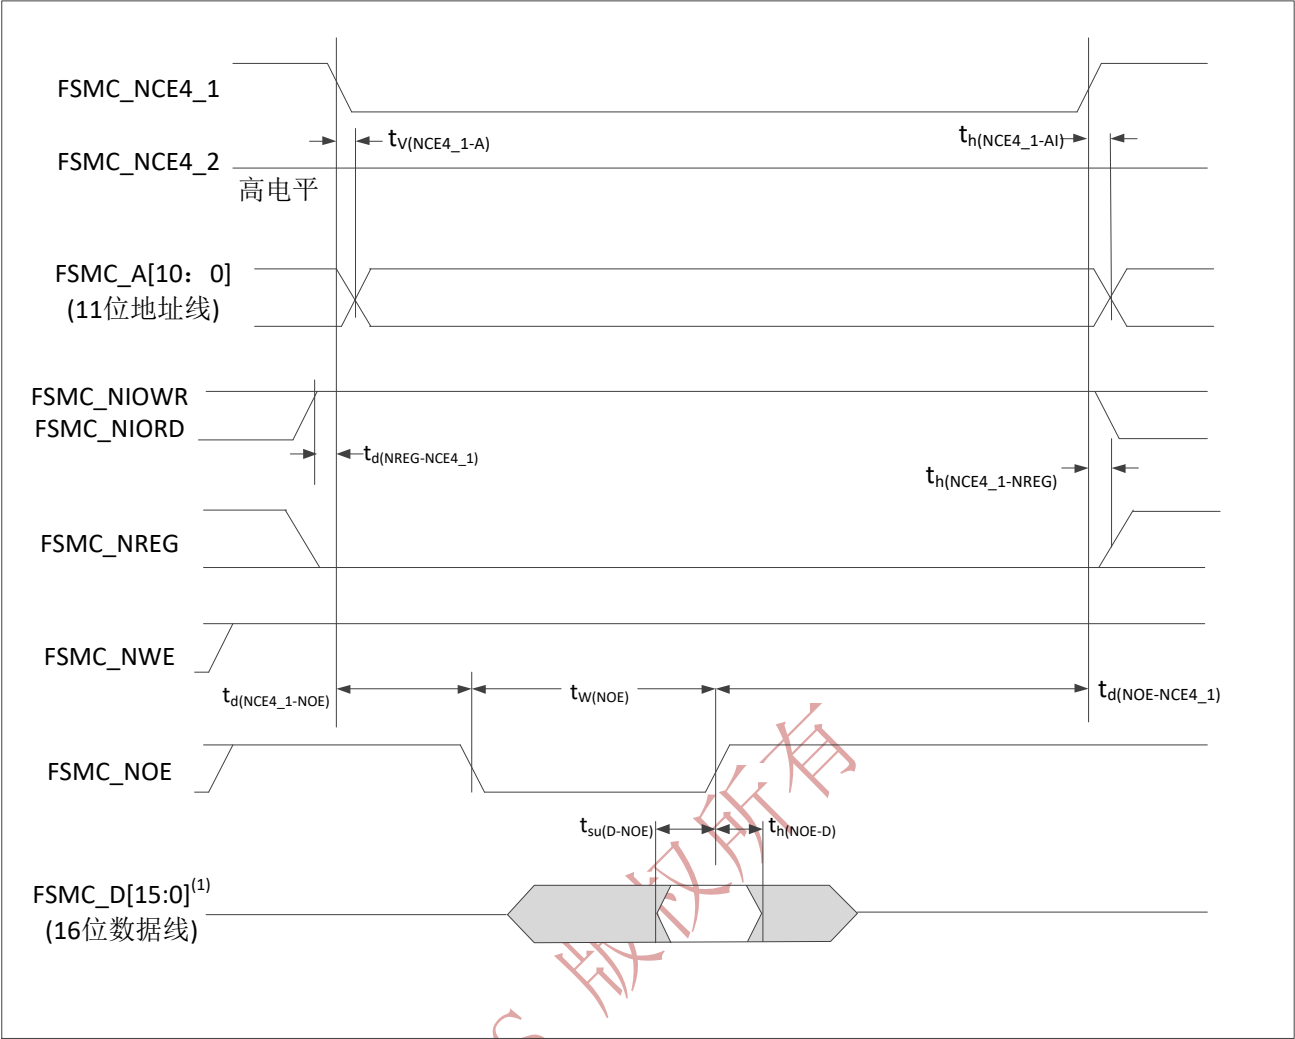 FSMC_NCE4_1
tV(NCE4_1-A)
th(NCE4_1-AI)
FSMC_NCE4_2
高电平
FSMC_A[10：0]
(11位地址线)
FSMC_NIOWR
FSMC_NIORD
td(NREG-NCE4_1)
th(NCE4_1-NREG)
FSMC_NREG
FSMC_NWE
td(NCE4_1-NOE)
tW(NOE)
td(NOE-NCE4_1)
FSMC_NOE
tsu(D-NOE)
th(NOE-D)
FSMC_D[15:0](1)
(16位数据线)
S 版权所有